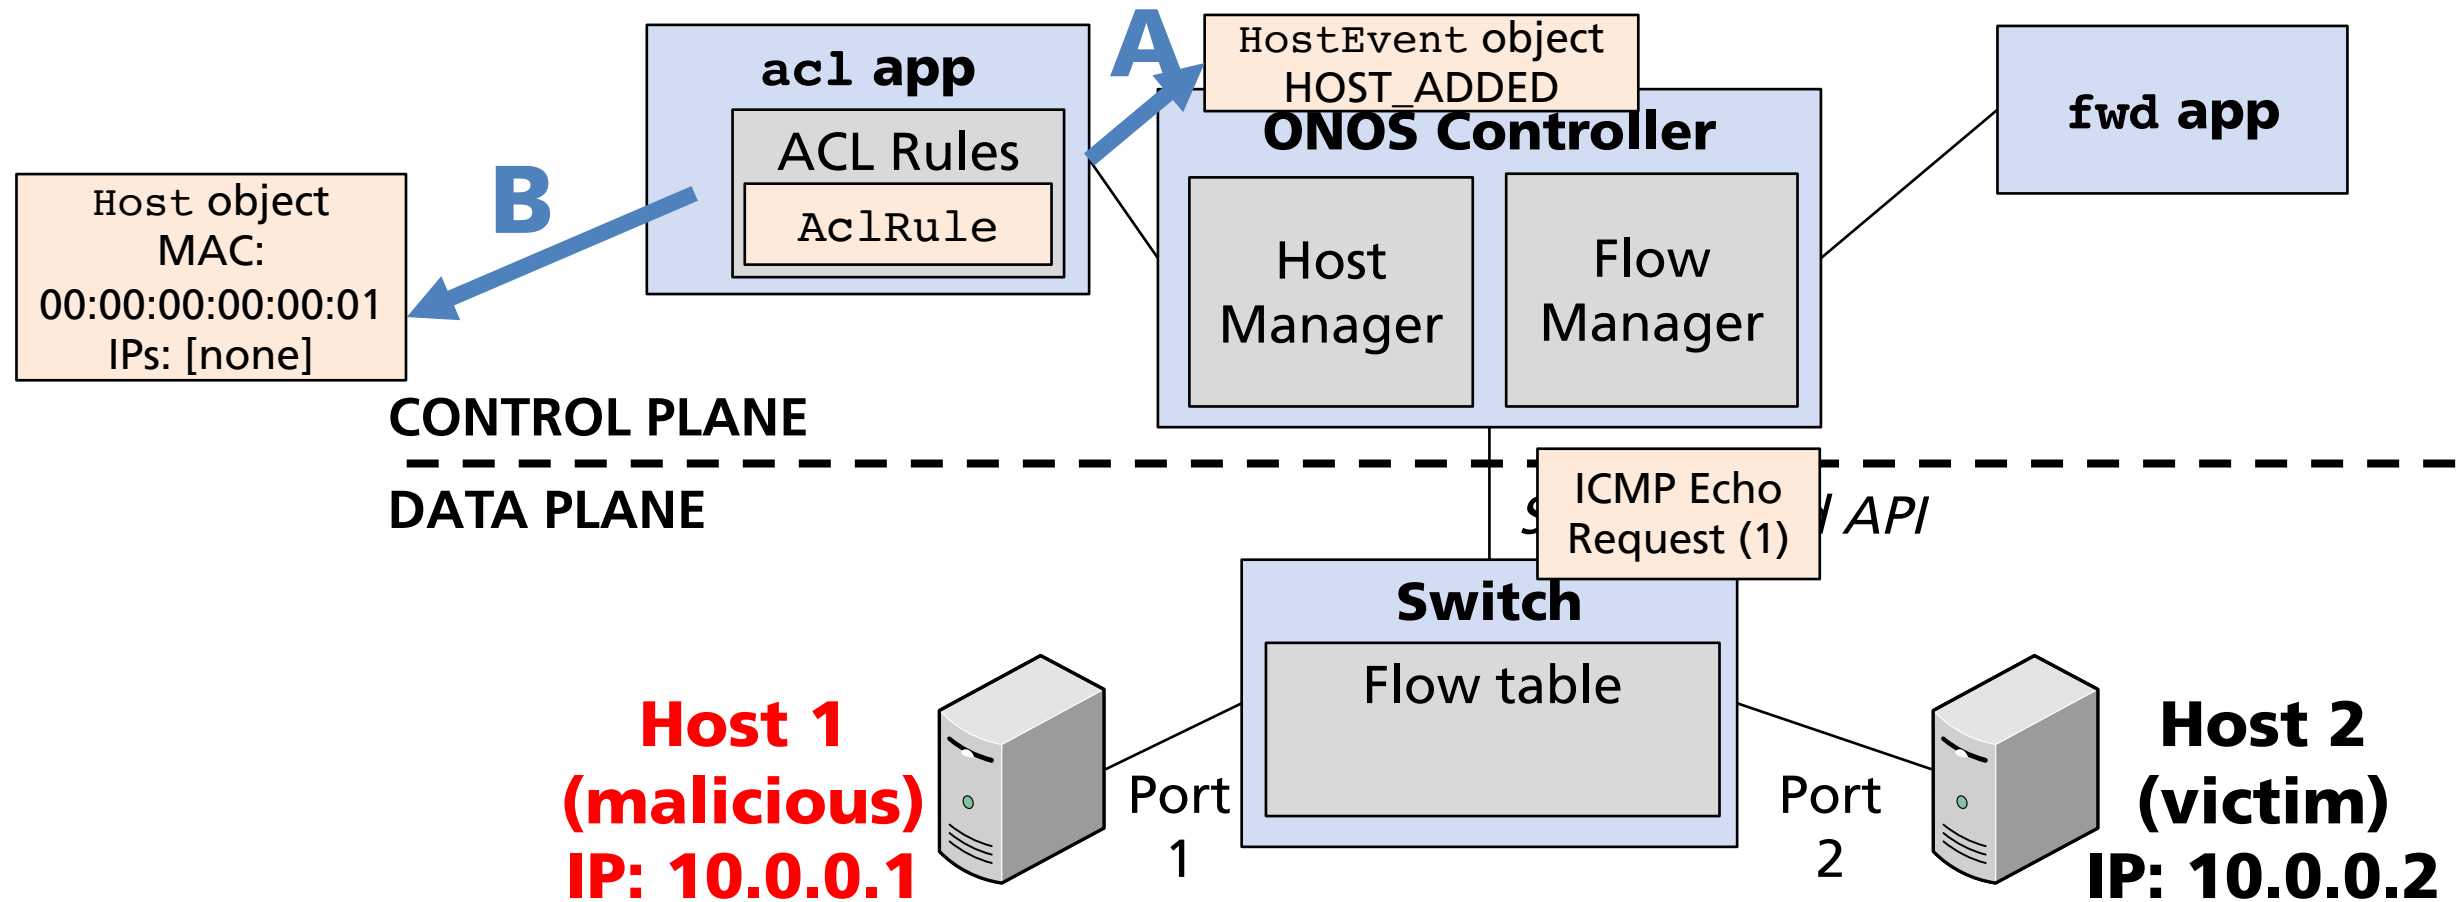 A
HostEvent object
HOST_ADDED
acl app
ACL Rules
AclRule
B
Host object
MAC:
00:00:00:00:00:01
IPs: [none]
ONOS Controller
Host
Manager
Flow
Manager
fwd app
CONTROL PLANE
DATA PLANE
ICMP Echo
Request (1)
API
Switch
Flow table
Host 1
(malicious)
IP: 10.0.0.1
Port
1
Port
2
Host 2
(victim)
IP: 10.0.0.2